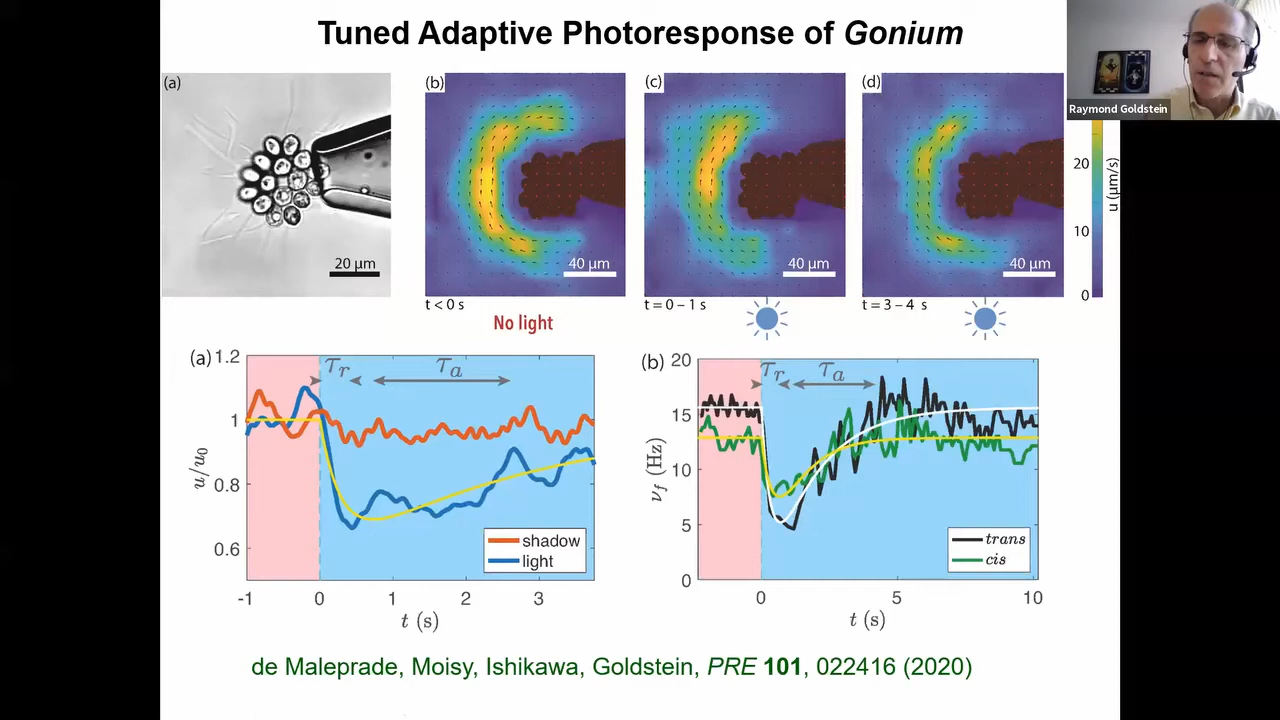 Tuned Adaptive Photoresponse of Gonium
Raymond Goldstein
(a)
20 µm
(b)
40 µm
t < 0 s
No light
(c)
40 µm
t = 0 – 1 s
(d)
40 µm
t = 3 – 4 s
20
10
0
u (µm/s)
(a)
1.2
1
0.8
0.6
u/u0
τr
τa
shadow
light
-1 0 1 2 3
t (s)
(b)
20
15
10
5
0
νf (Hz)
τr
τa
trans
cis
0 5 10
t (s)
de Maleprade, Moisy, Ishikawa, Goldstein, PRE 101, 022416 (2020)